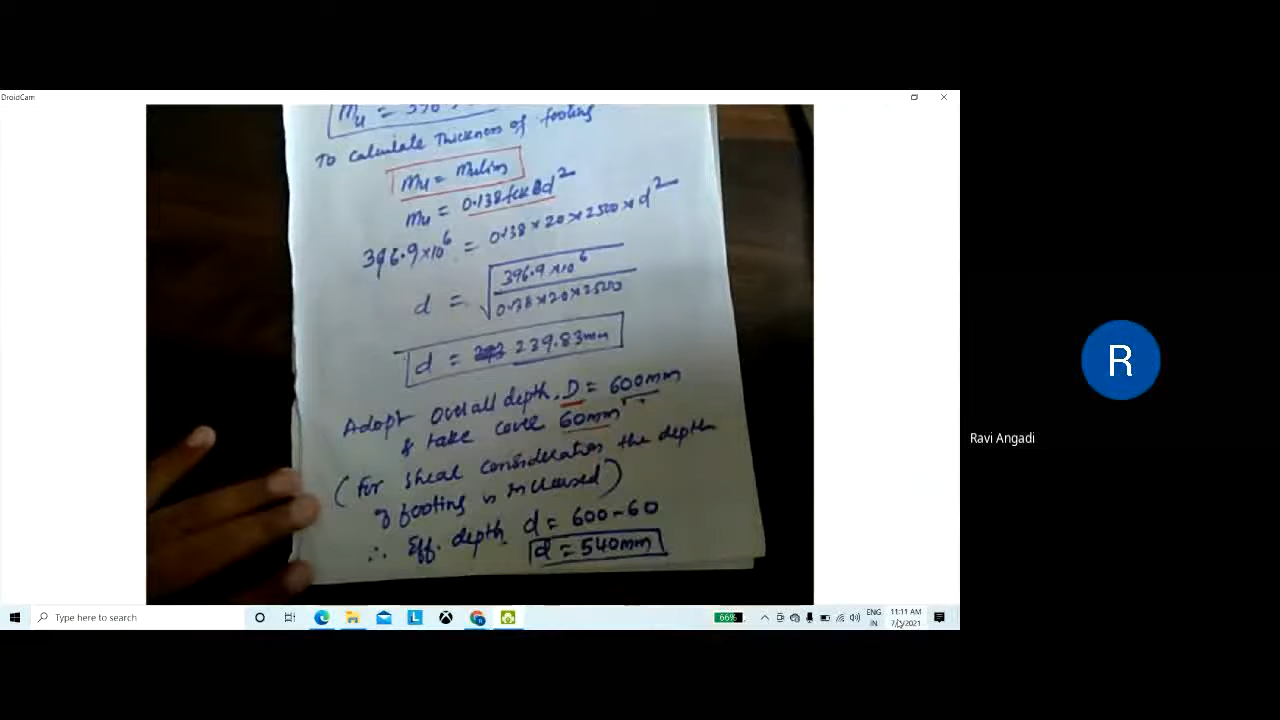 DroidCam
Mu = 396.
To Calculate Thickness of footing
Mu = Mulim
Mu = 0.138 fck Bd²
396.9×10⁶ = 0.138 × 20 × 2500 × d²
d = √ 396.9×10⁶
0.138×20×2500
d = 239.83mm
Adopt Overall depth. D = 600mm
& take cover 60mm
(For Shear consideration the depth
of footing is increased)
∴ Eff. depth d = 600-60
d = 540mm
R
Ravi Angadi
Type here to search
66%
ENG
IN
11:11 AM